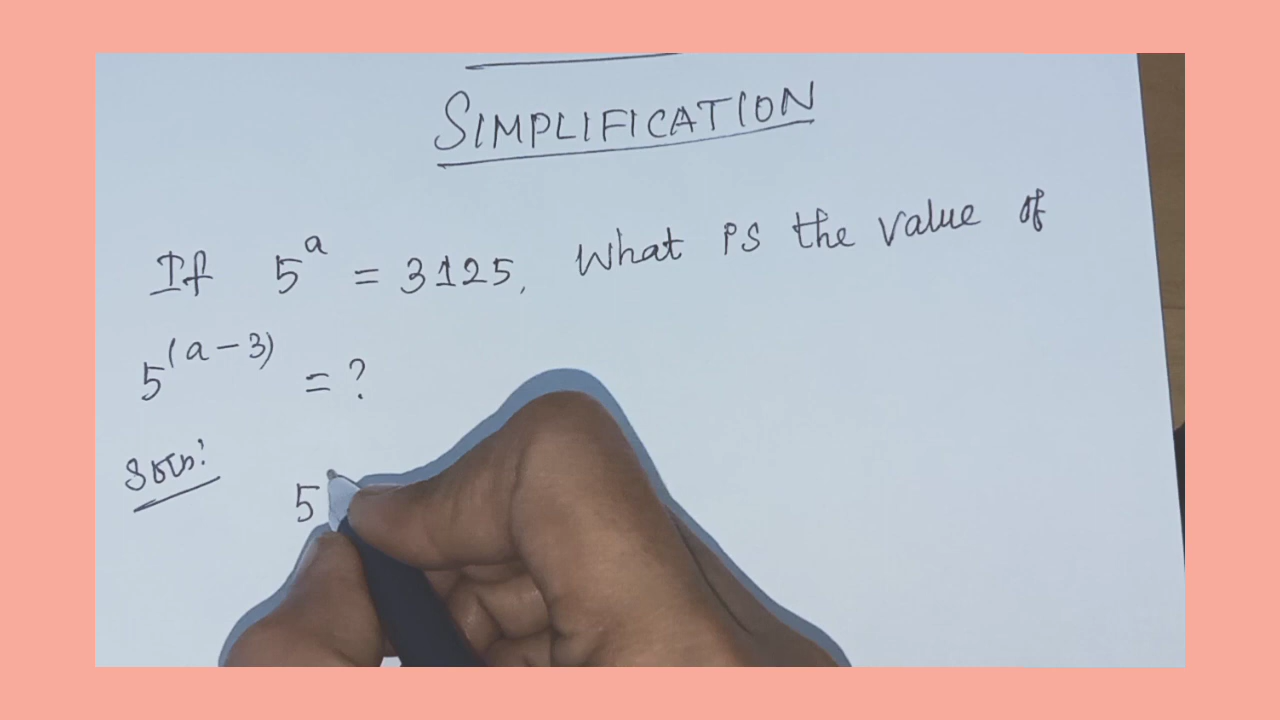 SIMPLIFICATION
If 5^a = 3125, What is the value of
5^(a-3) = ?
Soln:
5